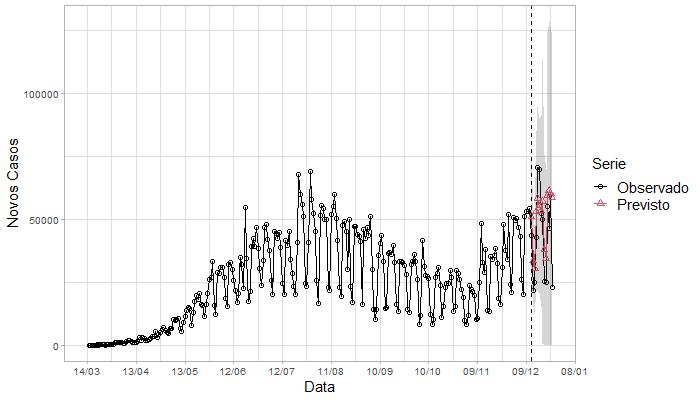 Novos Casos
100000
50000
0
14/03
13/04
13/05
12/06
12/07
11/08
10/09
10/10
09/11
09/12
08/01
Data
Serie
Observado
Previsto